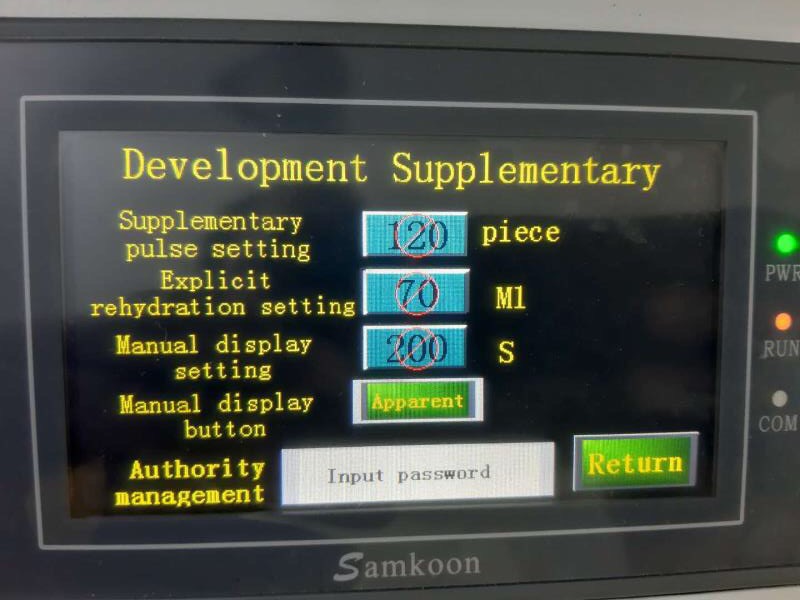 Development Supplementary
Supplementary
pulse setting
120
piece
Explicit
rehydration setting
70
Ml
Manual display
setting
200
S
Manual display
button
Apparent
Authority
management
Input password
Return
PWR
RUN
COM
Samkoon